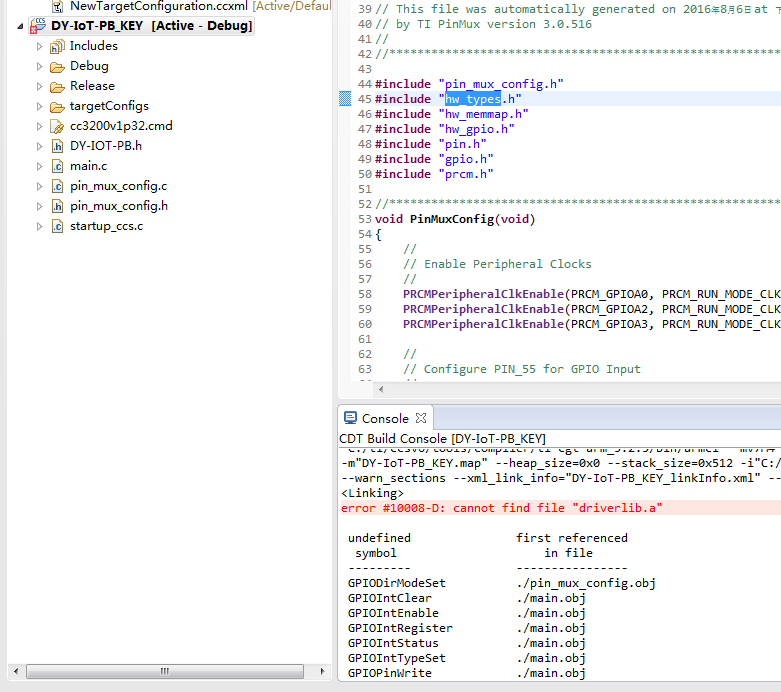 NewTargetConfiguration.ccxml [Active/Defaul
DY-IoT-PB_KEY [Active - Debug]
Includes
Debug
Release
targetConfigs
cc3200v1p32.cmd
DY-IOT-PB.h
main.c
pin_mux_config.c
pin_mux_config.h
startup_ccs.c
39 // This file was automatically generated on 2016年8月6日 at
40 // by TI PinMux version 3.0.516
41 //
42 //************************************************************
43
44 #include "pin_mux_config.h"
45 #include "hw_types.h"
46 #include "hw_memmap.h"
47 #include "hw_gpio.h"
48 #include "pin.h"
49 #include "gpio.h"
50 #include "prcm.h"
51
52 //************************************************************
53 void PinMuxConfig(void)
54 {
55 //
56 // Enable Peripheral Clocks
57 //
58 PRCMPeripheralClkEnable(PRCM_GPIOA0, PRCM_RUN_MODE_CLK
59 PRCMPeripheralClkEnable(PRCM_GPIOA2, PRCM_RUN_MODE_CLK
60 PRCMPeripheralClkEnable(PRCM_GPIOA3, PRCM_RUN_MODE_CLK
61
62 //
63 // Configure PIN_55 for GPIO Input
Console
CDT Build Console [DY-IoT-PB_KEY]
-m"DY-IoT-PB_KEY.map" --heap_size=0x0 --stack_size=0x512 -i"C:/
--warn_sections --xml_link_info="DY-IoT-PB_KEY_linkInfo.xml" --
<Linking>
error #10008-D: cannot find file "driverlib.a"
undefined first referenced
symbol in file
--------- ----------------
GPIODirModeSet ./pin_mux_config.obj
GPIOIntClear ./main.obj
GPIOIntEnable ./main.obj
GPIOIntRegister ./main.obj
GPIOIntStatus ./main.obj
GPIOIntTypeSet ./main.obj
GPIOPinWrite ./main.obj